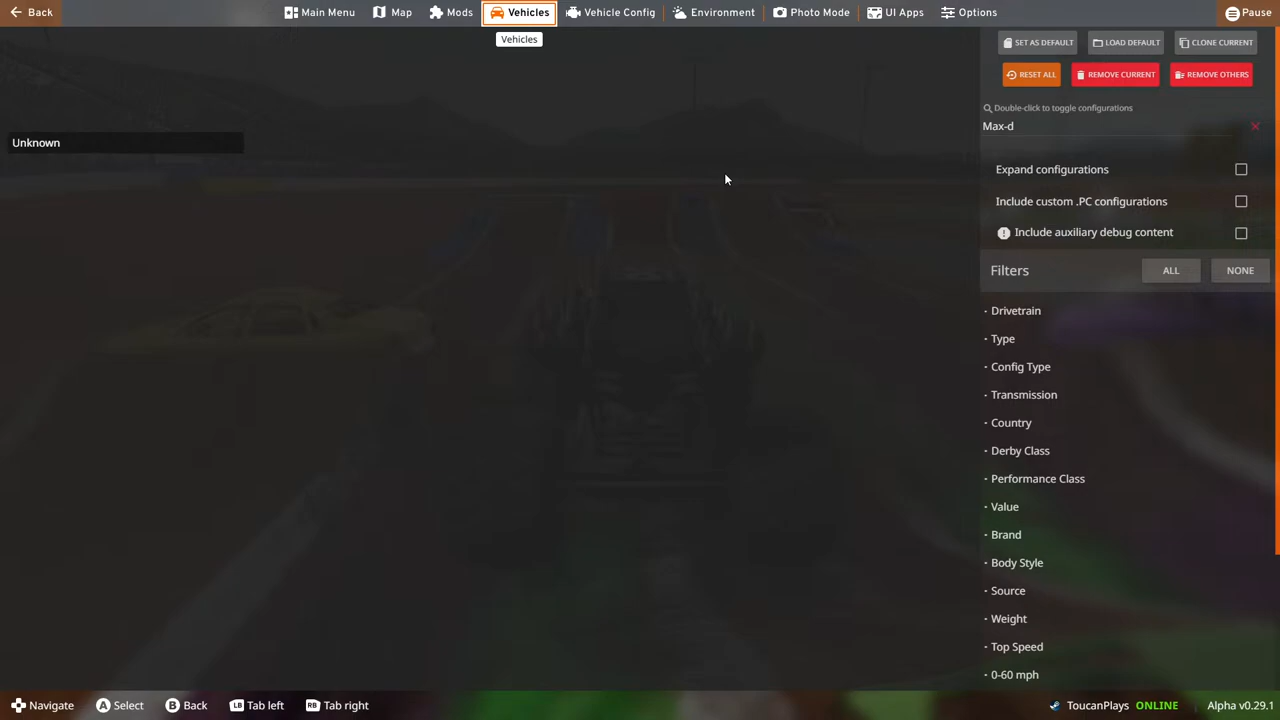 Back
Main Menu
Map
Mods
Vehicles
Vehicle Config
Environment
Photo Mode
UI Apps
Options
Pause
Vehicles
SET AS DEFAULT
LOAD DEFAULT
CLONE CURRENT
RESET ALL
REMOVE CURRENT
REMOVE OTHERS
Double-click to toggle configurations
Max-d
Unknown
Expand configurations
Include custom .PC configurations
Include auxiliary debug content
Filters
ALL
NONE
- Drivetrain
- Type
- Config Type
- Transmission
- Country
- Derby Class
- Performance Class
- Value
- Brand
- Body Style
- Source
- Weight
- Top Speed
- 0-60 mph
Navigate
A Select
B Back
LB Tab left
RB Tab right
ToucanPlays ONLINE
Alpha v0.29.1